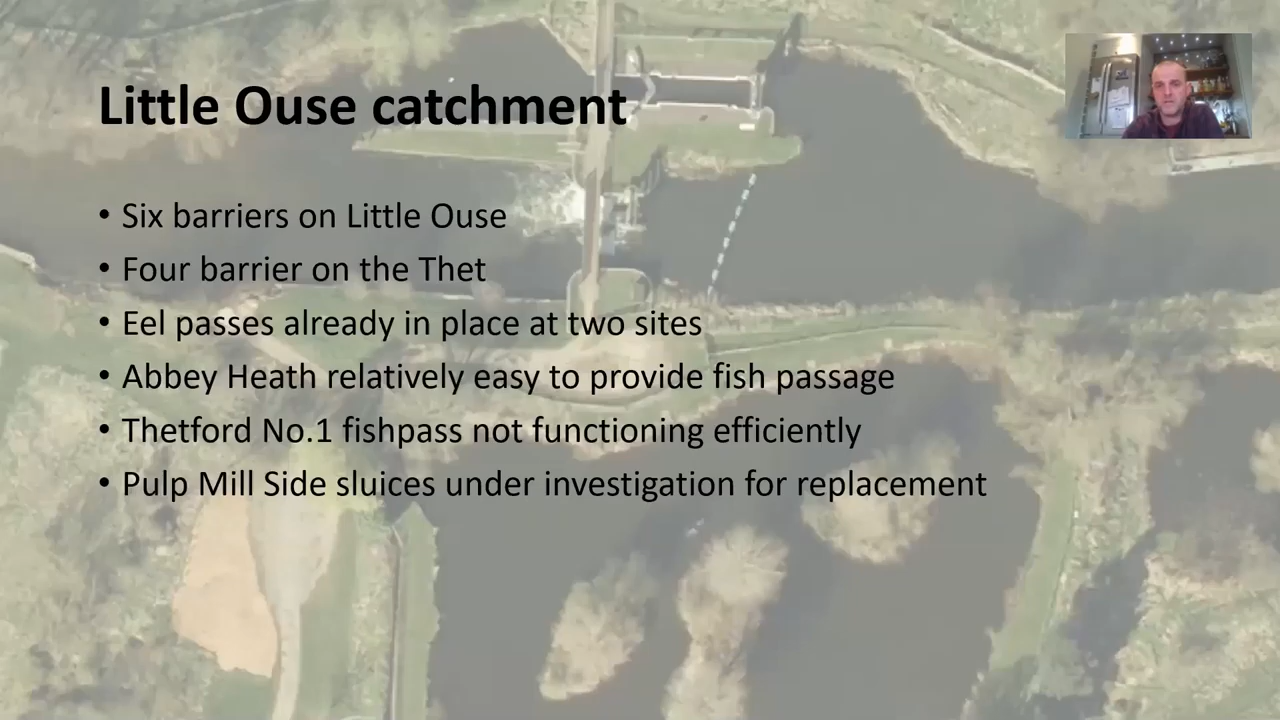 Little Ouse catchment
• Six barriers on Little Ouse
• Four barrier on the Thet
• Eel passes already in place at two sites
• Abbey Heath relatively easy to provide fish passage
• Thetford No.1 fishpass not functioning efficiently
• Pulp Mill Side sluices under investigation for replacement